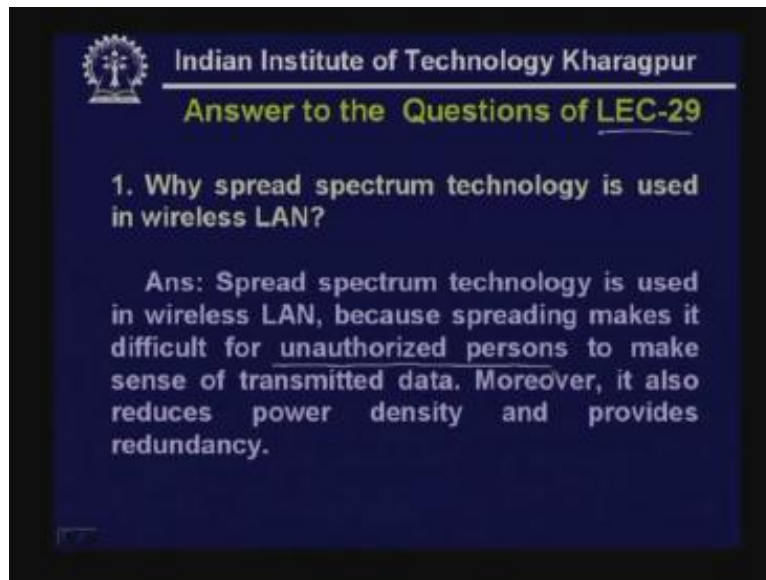 Indian Institute of Technology Kharagpur
Answer to the Questions of LEC-29
1. Why spread spectrum technology is used
in wireless LAN?
Ans: Spread spectrum technology is used
in wireless LAN, because spreading makes it
difficult for unauthorized persons to make
sense of transmitted data. Moreover, it also
reduces power density and provides
redundancy.